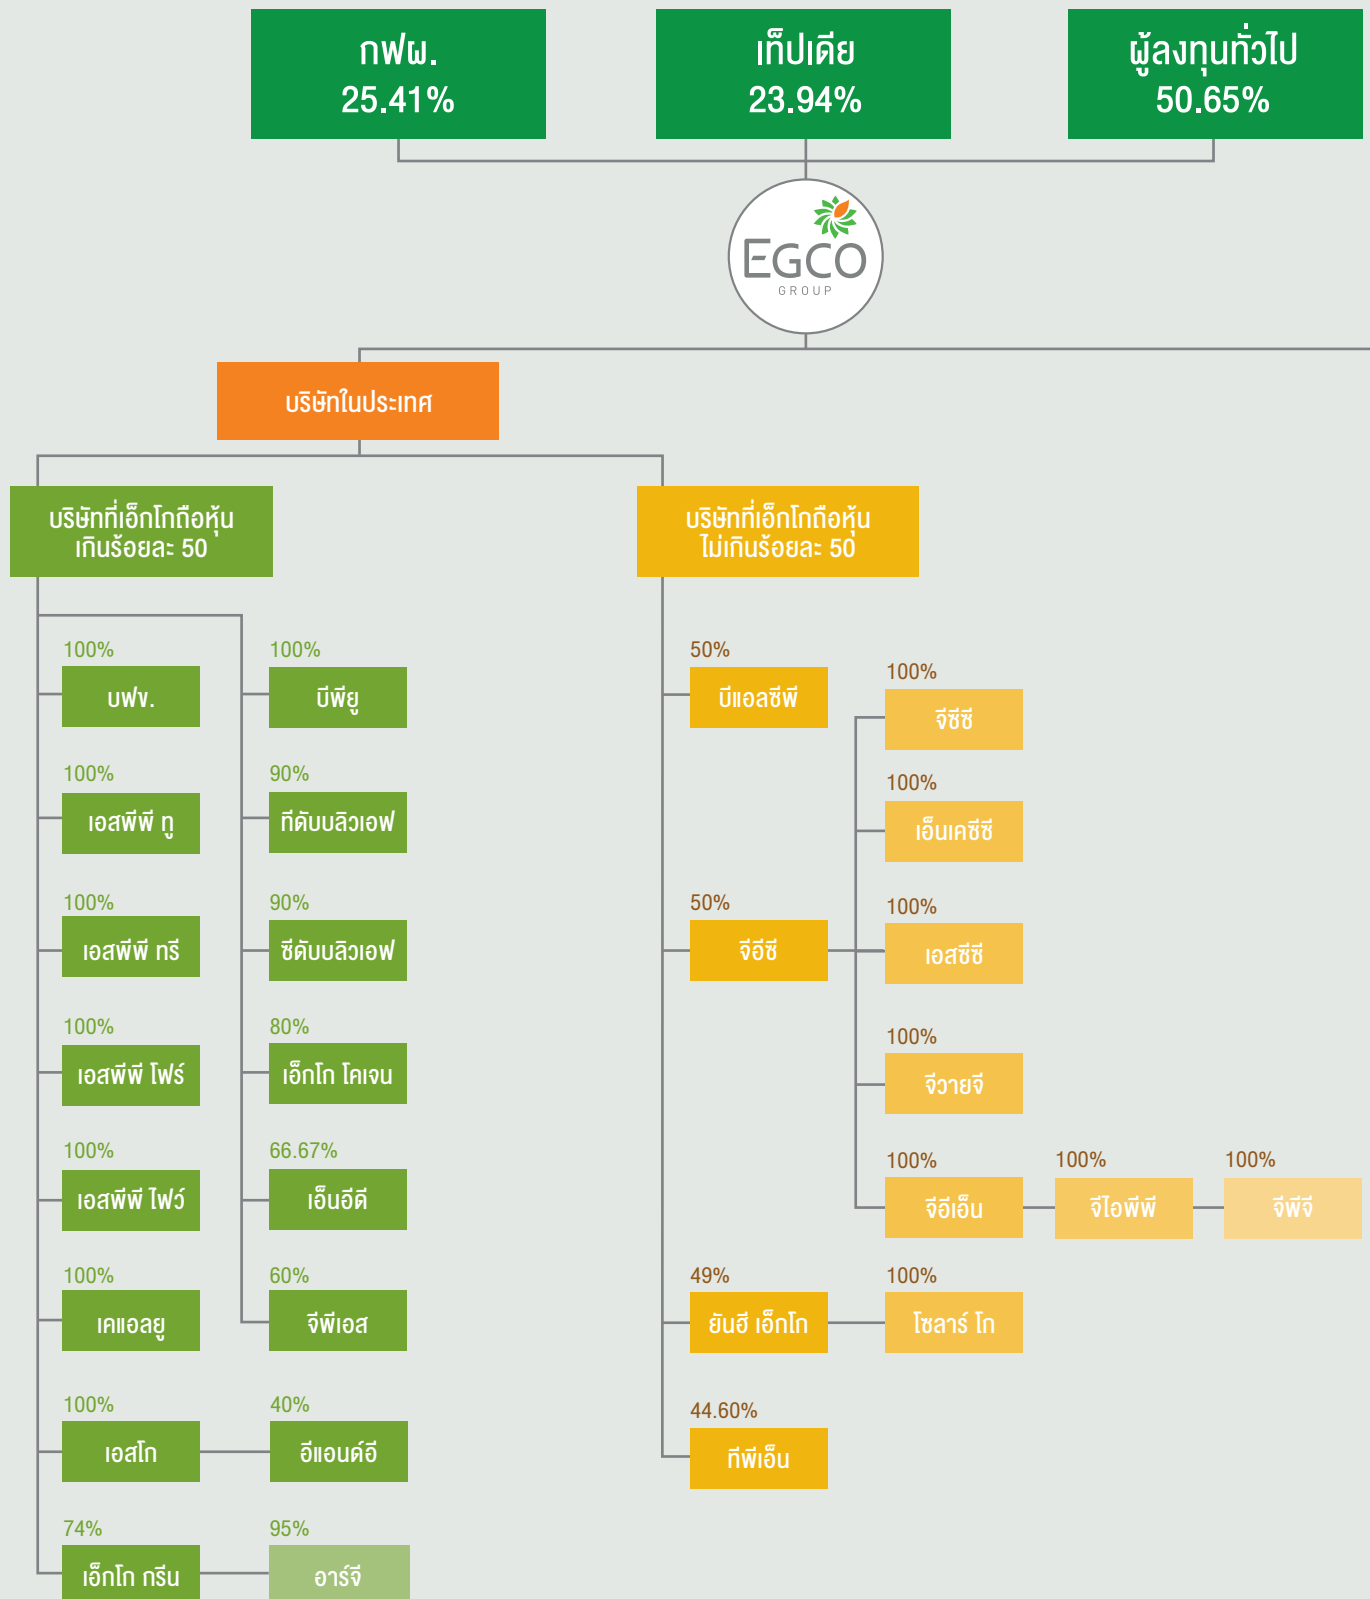 กฟผ.
25.41%
เท็ปเดีย
23.94%
ผู้ลงทุนทั่วไป
50.65%
EGCO
GROUP
บริษัทในประเทศ
บริษัทที่เอ็กโกถือหุ้น
เกินร้อยละ 50
บริษัทที่เอ็กโกถือหุ้น
ไม่เกินร้อยละ 50
100%
บฟข.
100%
เอสพีพี ทู
100%
เอสพีพี ทรี
100%
เอสพีพี โฟร์
100%
เอสพีพี ไฟว์
100%
เคแอลยู
100%
เอสโก
74%
เอ็กโก กรีน
100%
บีพียู
90%
ทีดับบลิวเอฟ
90%
ซีดับบลิวเอฟ
80%
เอ็กโก โคเจน
66.67%
เอ็นอีดี
60%
จีพีเอส
40%
อีแอนด์อี
95%
อาร์จี
50%
บีแอลซีพี
50%
จีอีซี
49%
ยันฮี เอ็กโก
44.60%
ทีพีเอ็น
100%
จีซีซี
100%
เอ็นเคซีซี
100%
เอสซีซี
100%
จีวายจี
100%
จีอีเอ็น
100%
จีไอพีพี
100%
จีพีจี
100%
โซลาร์ โก